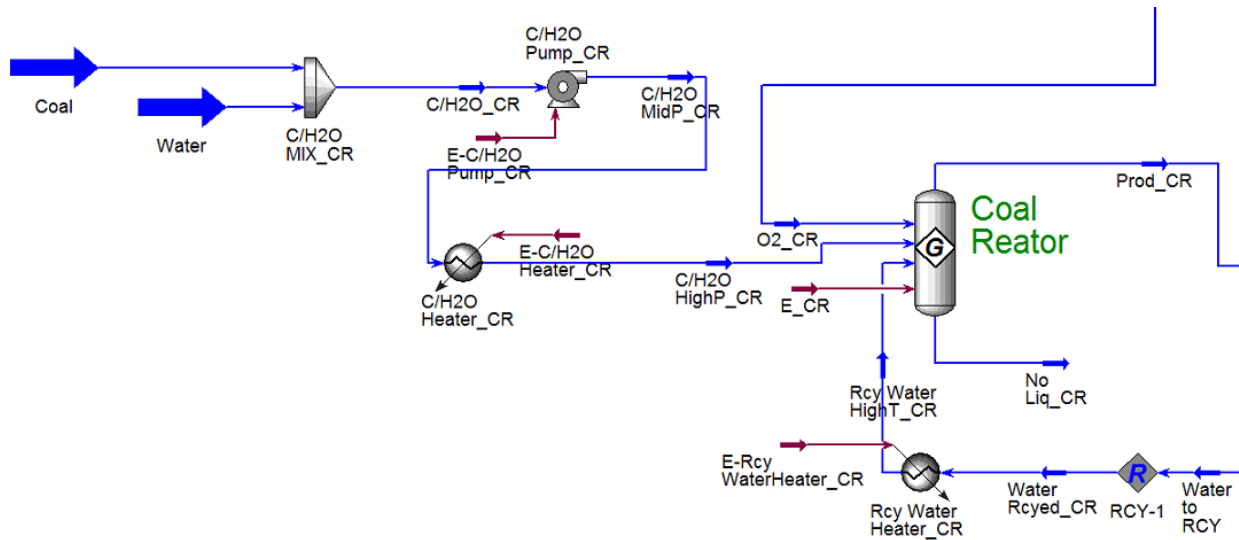 Coal
Water
C/H2O
MIX_CR
C/H2O_CR
C/H2O
Pump_CR
E-C/H2O
Pump_CR
C/H2O
MidP_CR
C/H2O
Heater_CR
E-C/H2O
Heater_CR
C/H2O
HighP_CR
O2_CR
E_CR
G
Coal
Reator
Prod_CR
No
Liq_CR
Rcy Water
HighT_CR
E-Rcy
WaterHeater_CR
Rcy Water
Heater_CR
Water
Rcyed_CR
R
RCY-1
Water
to
RCY